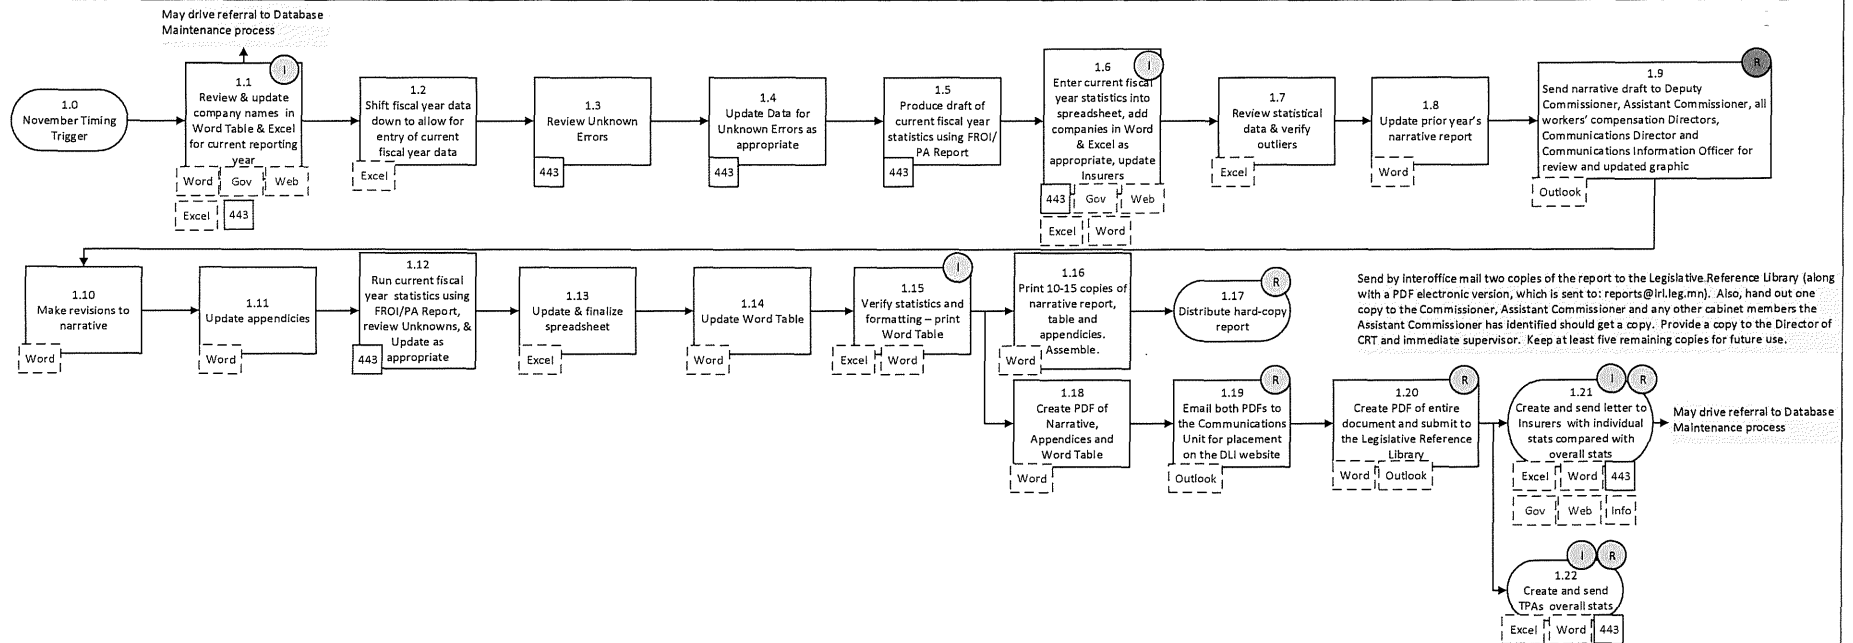 May drive referral to Database
Maintenance process
1.0
November Timing
Trigger
I
1.1
Review & update
company names in
Word Table & Excel
for current reporting
year
Word
Gov
Web
Excel
443
1.2
Shift fiscal year data
down to allow for
entry of current
fiscal year data
Excel
1.3
Review Unknown
Errors
443
1.4
Update Data for
Unknown Errors as
appropriate
443
1.5
Produce draft of
current fiscal year
statistics using FROI/
PA Report
443
I
1.6
Enter current fiscal
year statistics into
spreadsheet, add
companies in Word
& Excel as
appropriate, update
Insurers
443
Gov
Web
Excel
Word
1.7
Review statistical
data & verify
outliers
Excel
1.8
Update prior year's
narrative report
Word
R
1.9
Send narrative draft to Deputy
Commissioner, Assistant Commissioner, all
workers' compensation Directors,
Communications Director and
Communications Information Officer for
review and updated graphic
Outlook
1.10
Make revisions to
narrative
Word
1.11
Update appendicies
Word
1.12
Run current fiscal
year statistics using
FROI/PA Report,
review Unknowns, &
Update as
appropriate
443
1.13
Update & finalize
spreadsheet
Excel
1.14
Update Word Table
Word
I
1.15
Verify statistics and
formatting – print
Word Table
Excel
Word
1.16
Print 10-15 copies of
narrative report,
table and
appendicies.
Assemble.
Word
R
1.17
Distribute hard-copy
report
Send by interoffice mail two copies of the report to the Legislative Reference Library (along
with a PDF electronic version, which is sent to: reports@lrl.leg.mn). Also, hand out one
copy to the Commissioner, Assistant Commissioner and any other cabinet members the
Assistant Commissioner has identified should get a copy. Provide a copy to the Director of
CRT and immediate supervisor. Keep at least five remaining copies for future use.
1.18
Create PDF of
Narrative,
Appendices and
Word Table
Word
R
1.19
Email both PDFs to
the Communications
Unit for placement
on the DLI website
Outlook
R
1.20
Create PDF of entire
document and submit to
the Legislative Reference
Library
Word
Outlook
I
R
1.21
Create and send letter to
Insurers with individual
stats compared with
overall stats
Excel
Word
443
Gov
Web
Info
May drive referral to Database
Maintenance process
I
R
1.22
Create and send
TPAs overall stats
Excel
Word
443